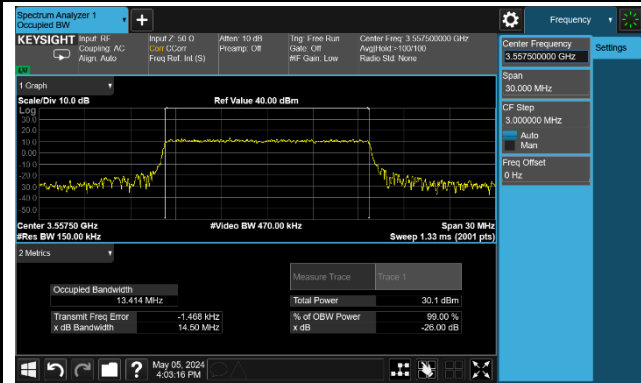 Spectrum Analyzer 1
Occupied BW
Frequency
KEYSIGHT
Input: RF
Coupling: AC
Align: Auto
Input Z: 50 Ω
Corr CCorr
Freq Ref: Int (S)
Atten: 10 dB
Preamp: Off
Trig: Free Run
Gate: Off
#IF Gain: Low
Center Freq: 3.557500000 GHz
Avg|Hold:>100/100
Radio Std: None
LXI
Center Frequency
3.557500000 GHz
Settings
Span
30.000 MHz
CF Step
3.000000 MHz
Auto
Man
Freq Offset
0 Hz
1 Graph
Scale/Div 10.0 dB
Ref Value 40.00 dBm
Log
30.0
20.0
10.0
0.00
-10.0
-20.0
-30.0
-40.0
-50.0
Center 3.55750 GHz
#Video BW 470.00 kHz
Span 30 MHz
#Res BW 150.00 kHz
Sweep 1.33 ms (2001 pts)
2 Metrics
Measure Trace
Trace 1
Occupied Bandwidth
13.414 MHz
Total Power
30.1 dBm
Transmit Freq Error
-1.468 kHz
% of OBW Power
99.00 %
x dB Bandwidth
14.50 MHz
x dB
-26.00 dB
?
May 05, 2024
4:03:16 PM